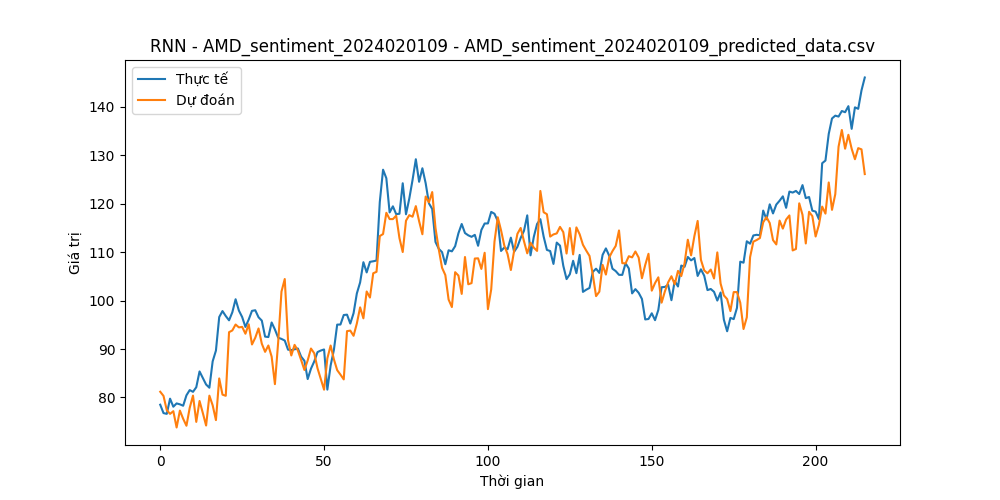 RNN - AMD_sentiment_2024020109 - AMD_sentiment_2024020109_predicted_data.csv
Thực tế
Dự đoán
Giá trị
140
130
120
110
100
90
80
0 50 100 150 200
Thời gian